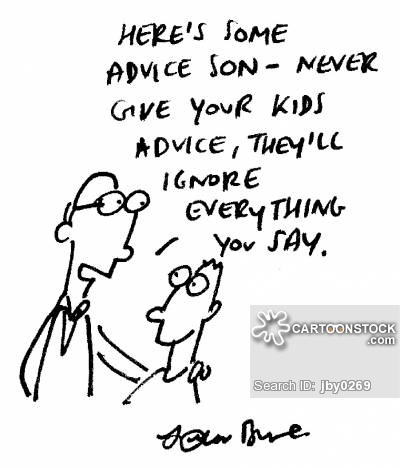 HERE'S SOME
ADVICE SON - NEVER
GIVE YOUR KIDS
ADVICE, THEY'LL
IGNORE
EVERYTHING
YOU SAY.
CARTOONSTOCK
.com
Search ID: jby0269